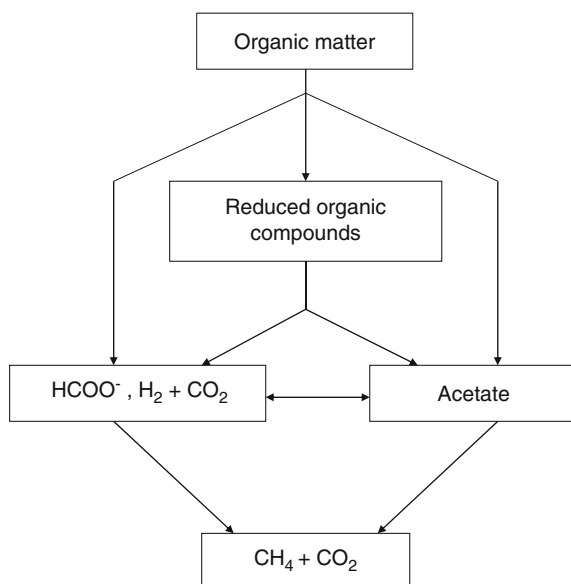 Organic matter
Reduced organic
compounds
HCOO⁻ , H₂ + CO₂
Acetate
CH₄ + CO₂